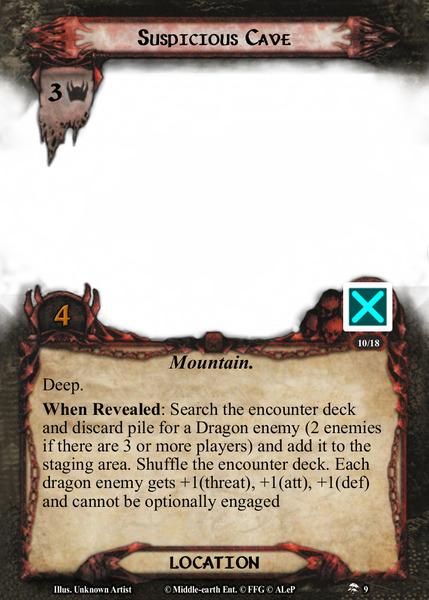 Suspicious Cave
3
4
10/18
Mountain.
Deep.
When Revealed: Search the encounter deck
and discard pile for a Dragon enemy (2 enemies
if there are 3 or more players) and add it to the
staging area. Shuffle the encounter deck. Each
dragon enemy gets +1(threat), +1(att), +1(def)
and cannot be optionally engaged
LOCATION
Illus. Unknown Artist © Middle-earth Ent. © FFG © ALeP 9